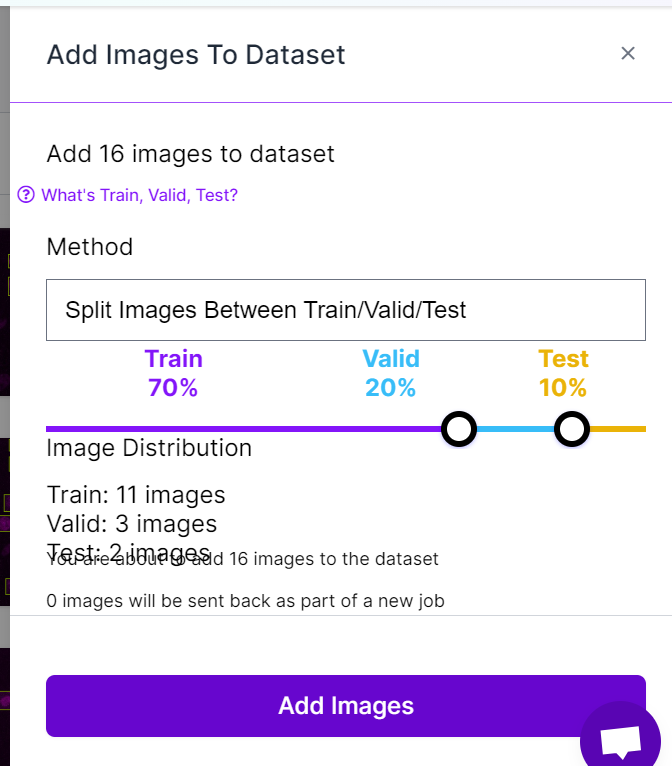 Add Images To Dataset
Add 16 images to dataset
What's Train, Valid, Test?
Method
Split Images Between Train/Valid/Test
Train Valid Test
70% 20% 10%
Image Distribution
Train: 11 images
Valid: 3 images
Test: 2 images
You are about to add 16 images to the dataset
0 images will be sent back as part of a new job
Add Images